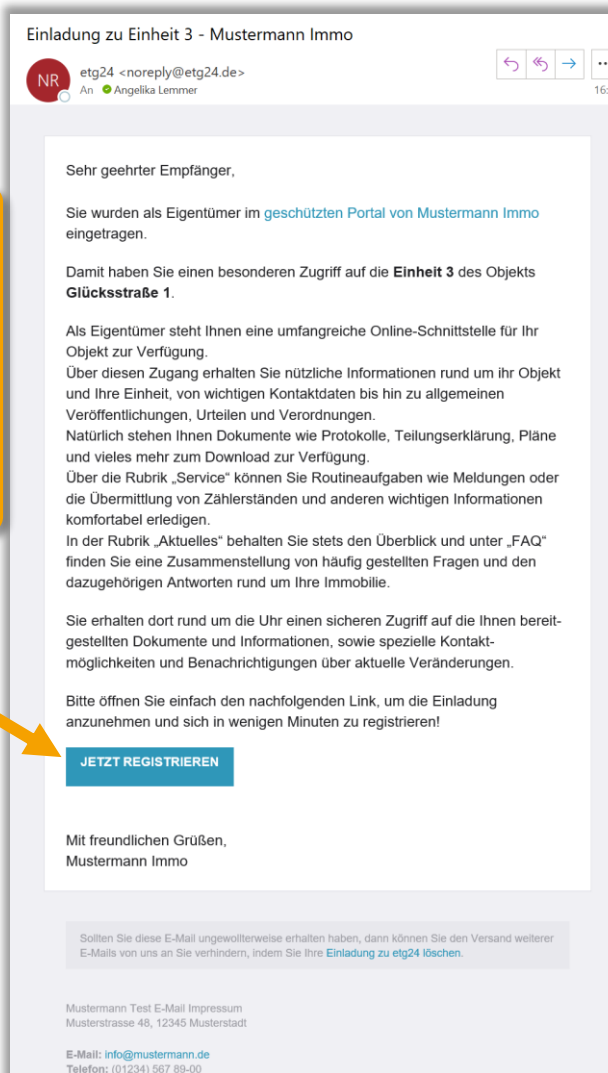 Einladung zu Einheit 3 - Mustermann Immo
NR
etg24 <noreply@etg24.de>
An Angelika Lemmer
16:
Sehr geehrter Empfänger,
Sie wurden als Eigentümer im geschützten Portal von Mustermann Immo
eingetragen.
Damit haben Sie einen besonderen Zugriff auf die Einheit 3 des Objekts
Glücksstraße 1.
Als Eigentümer steht Ihnen eine umfangreiche Online-Schnittstelle für Ihr
Objekt zur Verfügung.
Über diesen Zugang erhalten Sie nützliche Informationen rund um ihr Objekt
und Ihre Einheit, von wichtigen Kontaktdaten bis hin zu allgemeinen
Veröffentlichungen, Urteilen und Verordnungen.
Natürlich stehen Ihnen Dokumente wie Protokolle, Teilungserklärung, Pläne
und vieles mehr zum Download zur Verfügung.
Über die Rubrik „Service“ können Sie Routineaufgaben wie Meldungen oder
die Übermittlung von Zählerständen und anderen wichtigen Informationen
komfortabel erledigen.
In der Rubrik „Aktuelles“ behalten Sie stets den Überblick und unter „FAQ“
finden Sie eine Zusammenstellung von häufig gestellten Fragen und den
dazugehörigen Antworten rund um Ihre Immobilie.
Sie erhalten dort rund um die Uhr einen sicheren Zugriff auf die Ihnen bereit-
gestellten Dokumente und Informationen, sowie spezielle Kontakt-
möglichkeiten und Benachrichtigungen über aktuelle Veränderungen.
Bitte öffnen Sie einfach den nachfolgenden Link, um die Einladung
anzunehmen und sich in wenigen Minuten zu registrieren!
JETZT REGISTRIEREN
Mit freundlichen Grüßen,
Mustermann Immo
Sollten Sie diese E-Mail ungewollterweise erhalten haben, dann können Sie den Versand weiterer
E-Mails von uns an Sie verhindern, indem Sie Ihre Einladung zu etg24 löschen.
Mustermann Test E-Mail Impressum
Musterstrasse 48, 12345 Musterstadt
E-Mail: info@mustermann.de
Telefon: (01234) 567 89-00